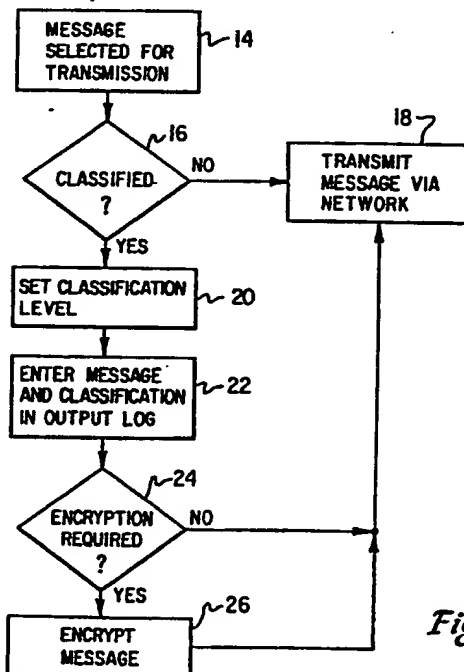 MESSAGE
SELECTED FOR
TRANSMISSION
14
16
CLASSIFIED
?
NO
YES
18
TRANSMIT
MESSAGE VIA
NETWORK
SET CLASSIFICATION
LEVEL
20
ENTER MESSAGE
AND CLASSIFICATION
IN OUTPUT LOG
22
24
ENCRYPTION
REQUIRED
?
NO
YES
26
ENCRYPT
MESSAGE
Fig